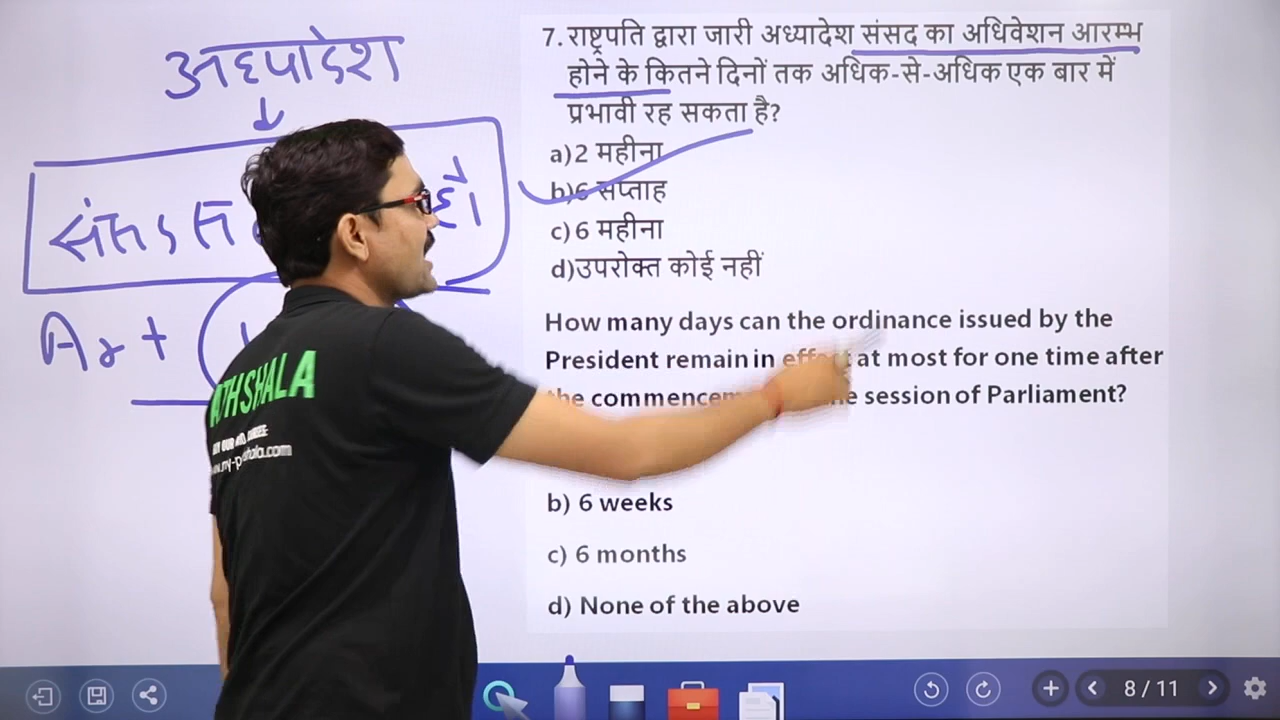 अध्यादेश
संसद
Ar +
7. राष्ट्रपति द्वारा जारी अध्यादेश संसद का अधिवेशन आरम्भ
होने के कितने दिनों तक अधिक-से-अधिक एक बार में
प्रभावी रह सकता है?
a)2 महीना
b)6 सप्ताह
c)6 महीना
d)उपरोक्त कोई नहीं
How many days can the ordinance issued by the
President remain in effect at most for one time after
the session of Parliament?
b) 6 weeks
c) 6 months
d) None of the above
8 / 11